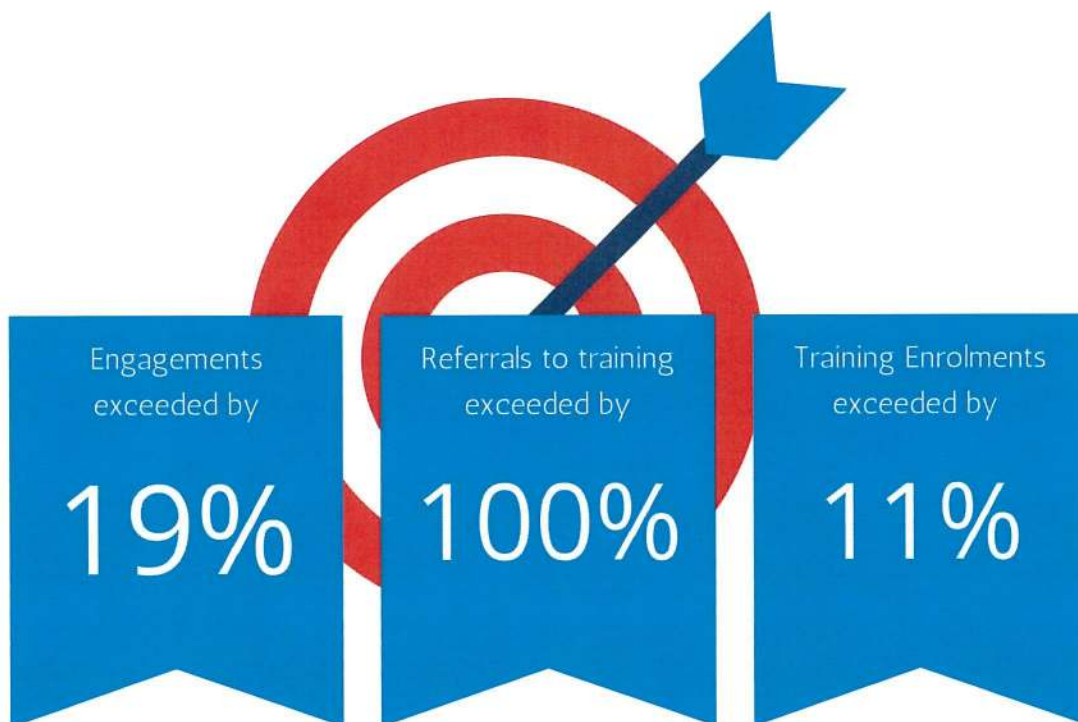 Engagements
exceeded by
19%
Referrals to training
exceeded by
100%
Training Enrolments
exceeded by
11%